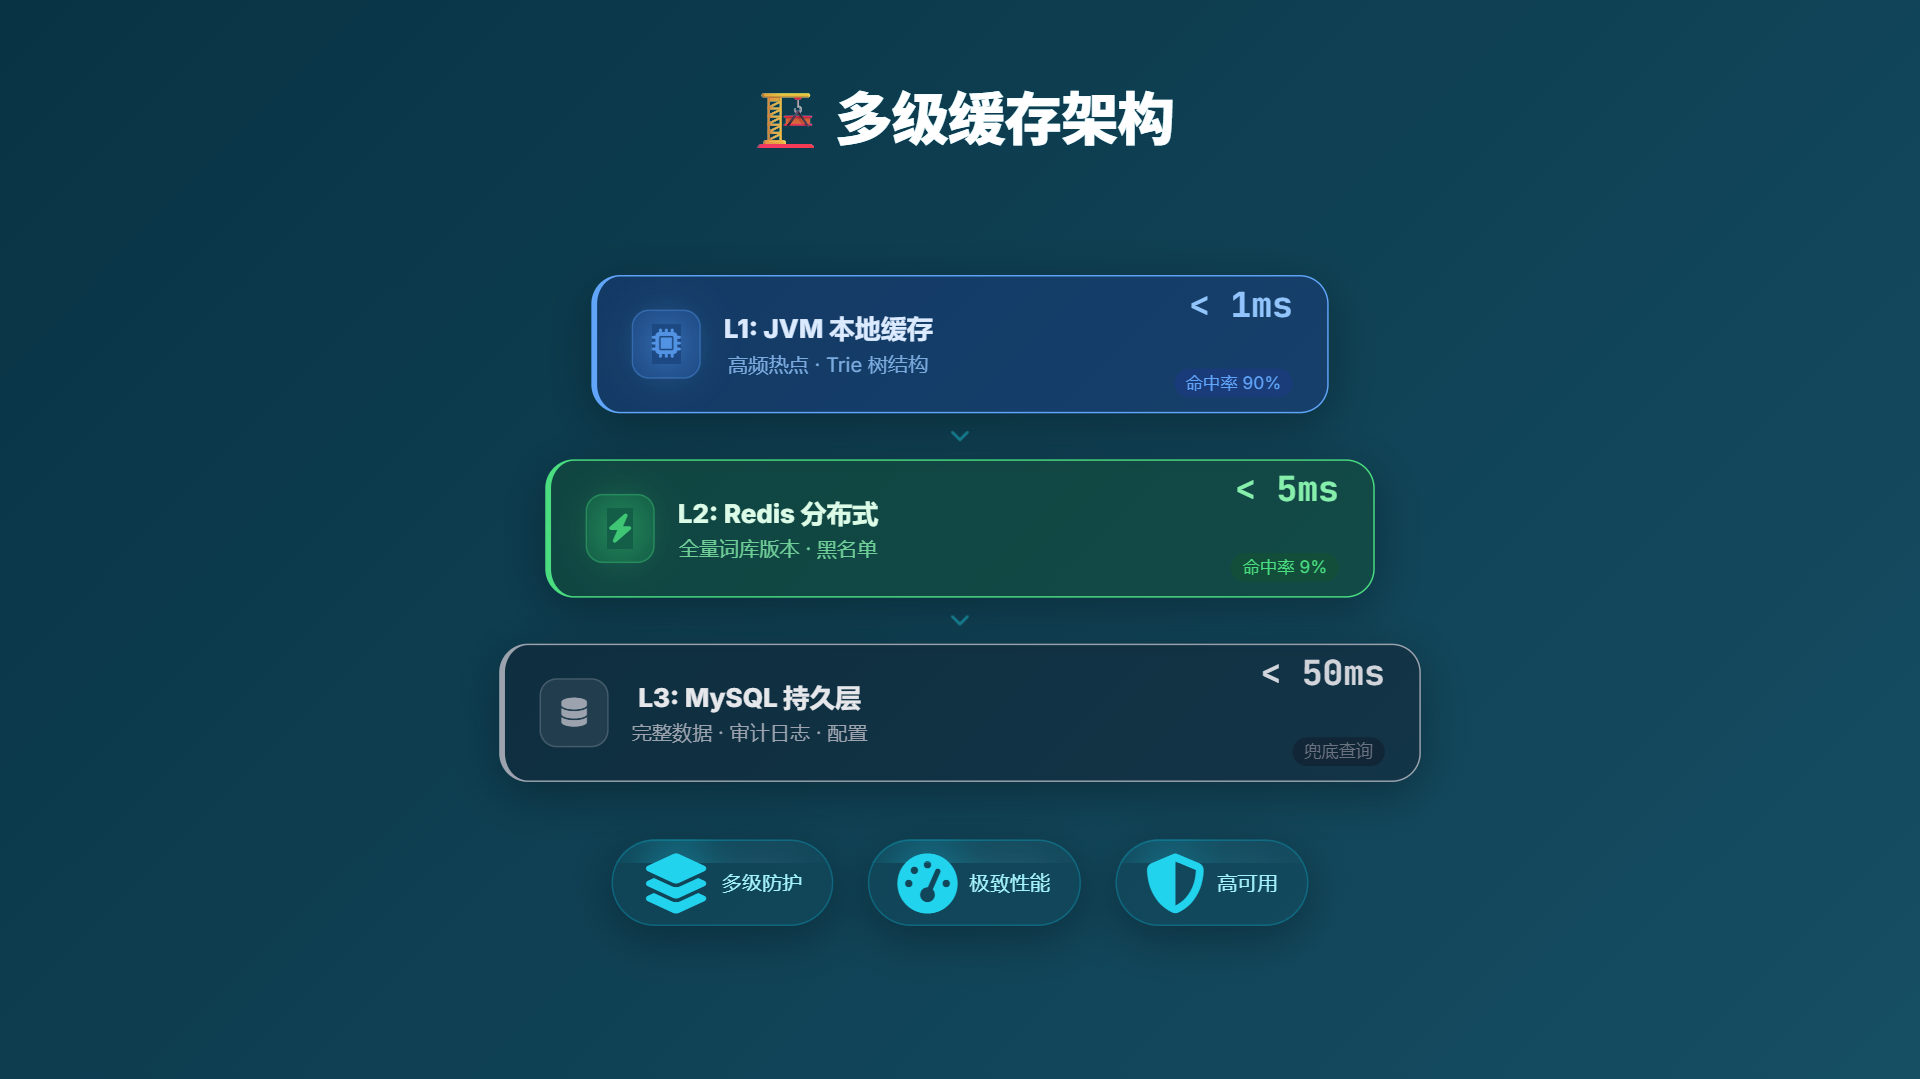 多级缓存架构
L1: JVM 本地缓存
高频热点 · Trie 树结构
< 1ms
命中率 90%
L2: Redis 分布式
全量词库版本 · 黑名单
< 5ms
命中率 9%
L3: MySQL 持久层
完整数据 · 审计日志 · 配置
< 50ms
兜底查询
多级防护
极致性能
高可用